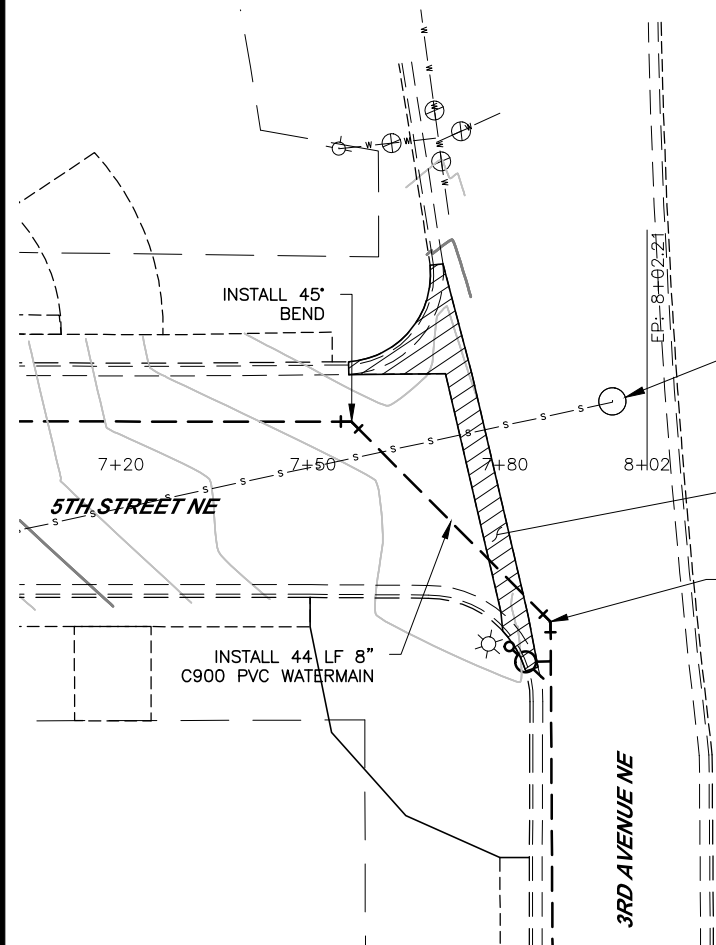 INSTALL 45°
BEND
EP: 8+02.21
7+20
7+50
7+80
8+02
5TH STREET NE
INSTALL 44 LF 8"
C900 PVC WATERMAIN
3RD AVENUE NE
W
W
W
W
W
W
W
S
S
S
S
S
S
S
S
S